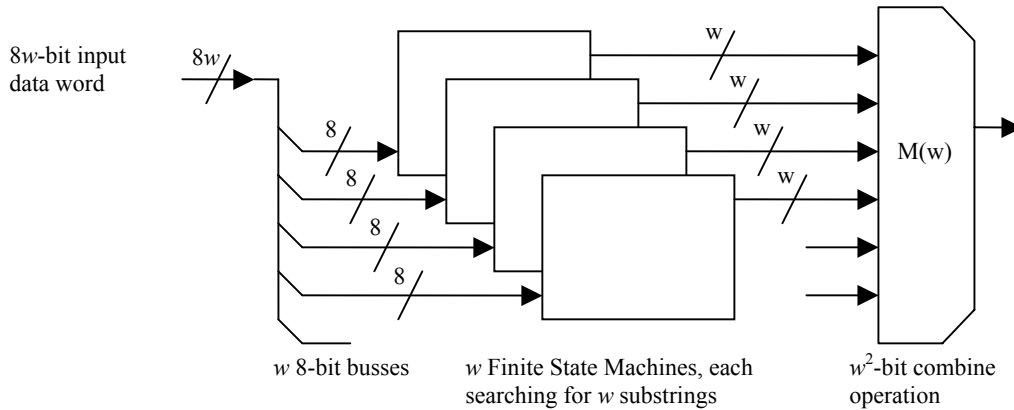 8w-bit input
data word
8w
8
8
8
8
w
w
w
w
M(w)
w 8-bit busses
w Finite State Machines, each
searching for w substrings
w²-bit combine
operation